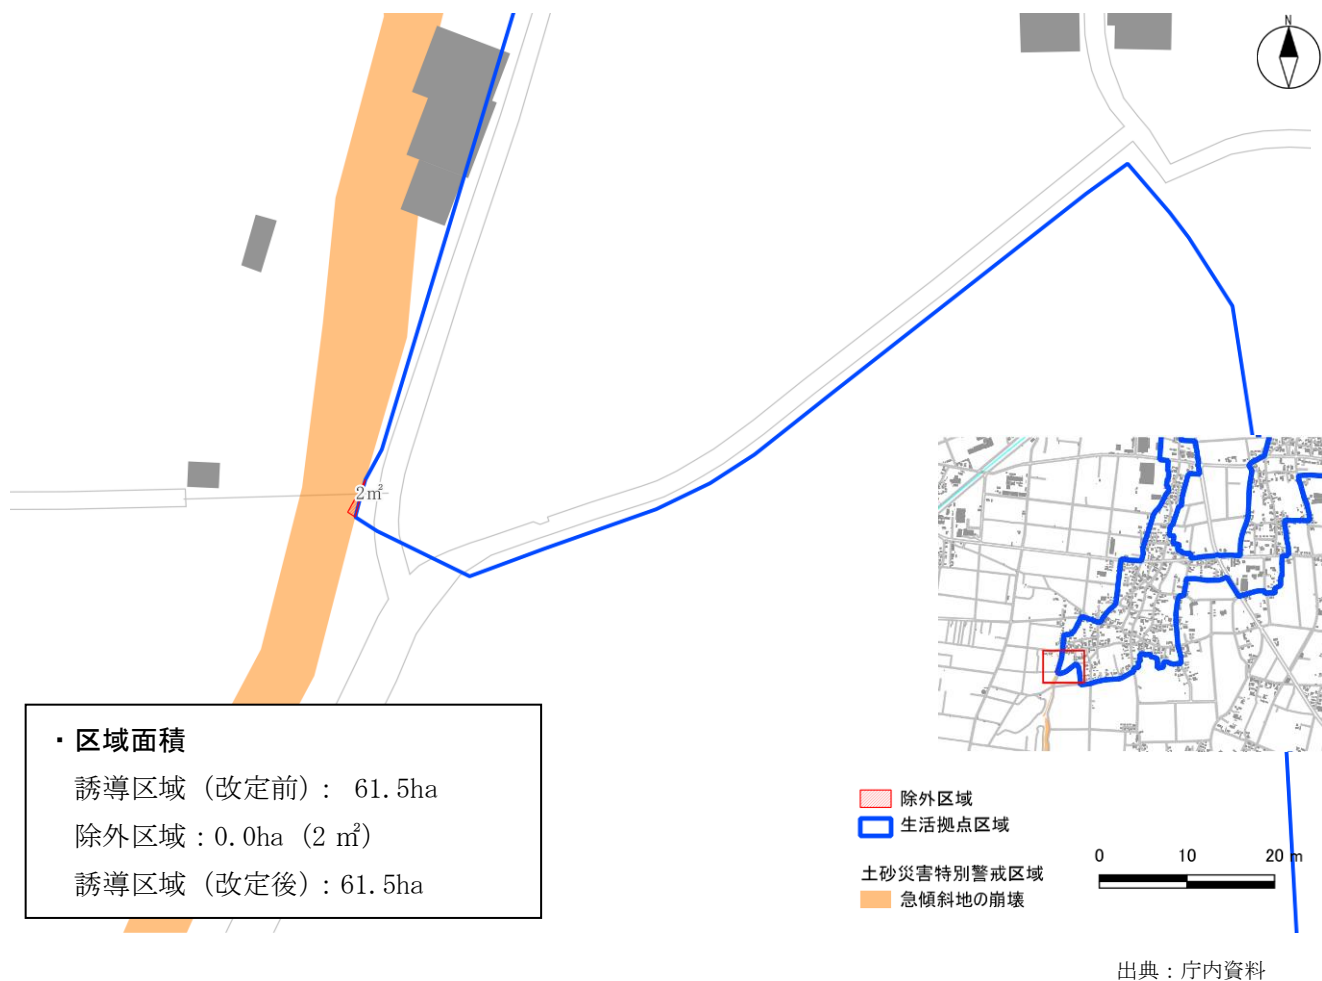 N
2㎡
・区域面積
誘導区域（改定前）： 61.5ha
除外区域：0.0ha（2 ㎡）
誘導区域（改定後）：61.5ha
除外区域
生活拠点区域
土砂災害特別警戒区域
急傾斜地の崩壊
0 10 20 m
出典：庁内資料